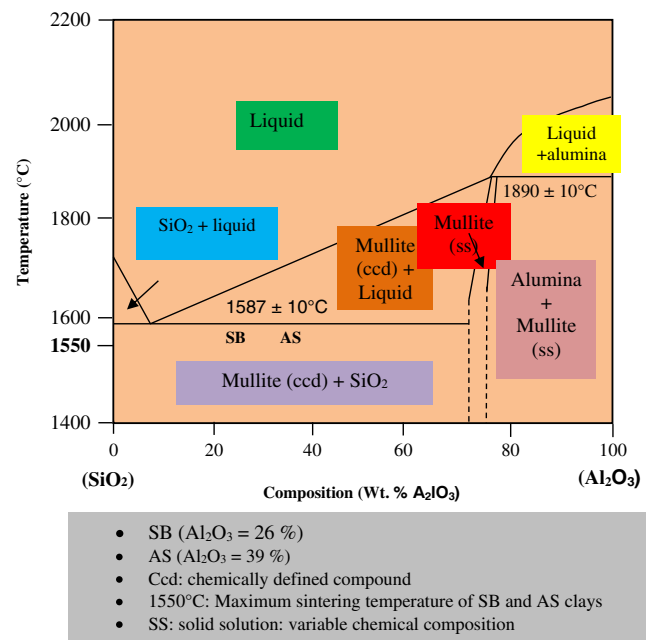 2200
2000
1800
1600
1550
1400
Temperature (°C)
Liquid
Liquid
+alumina
1890 ± 10°C
SiO₂ + liquid
Mullite
(ss)
Mullite
(ccd) +
Liquid
Alumina
+
Mullite
(ss)
1587 ± 10°C
SB AS
Mullite (ccd) + SiO₂
0 20 40 60 80 100
(SiO₂) (Al₂O₃)
Composition (Wt. % A₂lO₃)
• SB (Al₂O₃ = 26 %)
• AS (Al₂O₃ = 39 %)
• Ccd: chemically defined compound
• 1550°C: Maximum sintering temperature of SB and AS clays
• SS: solid solution: variable chemical composition